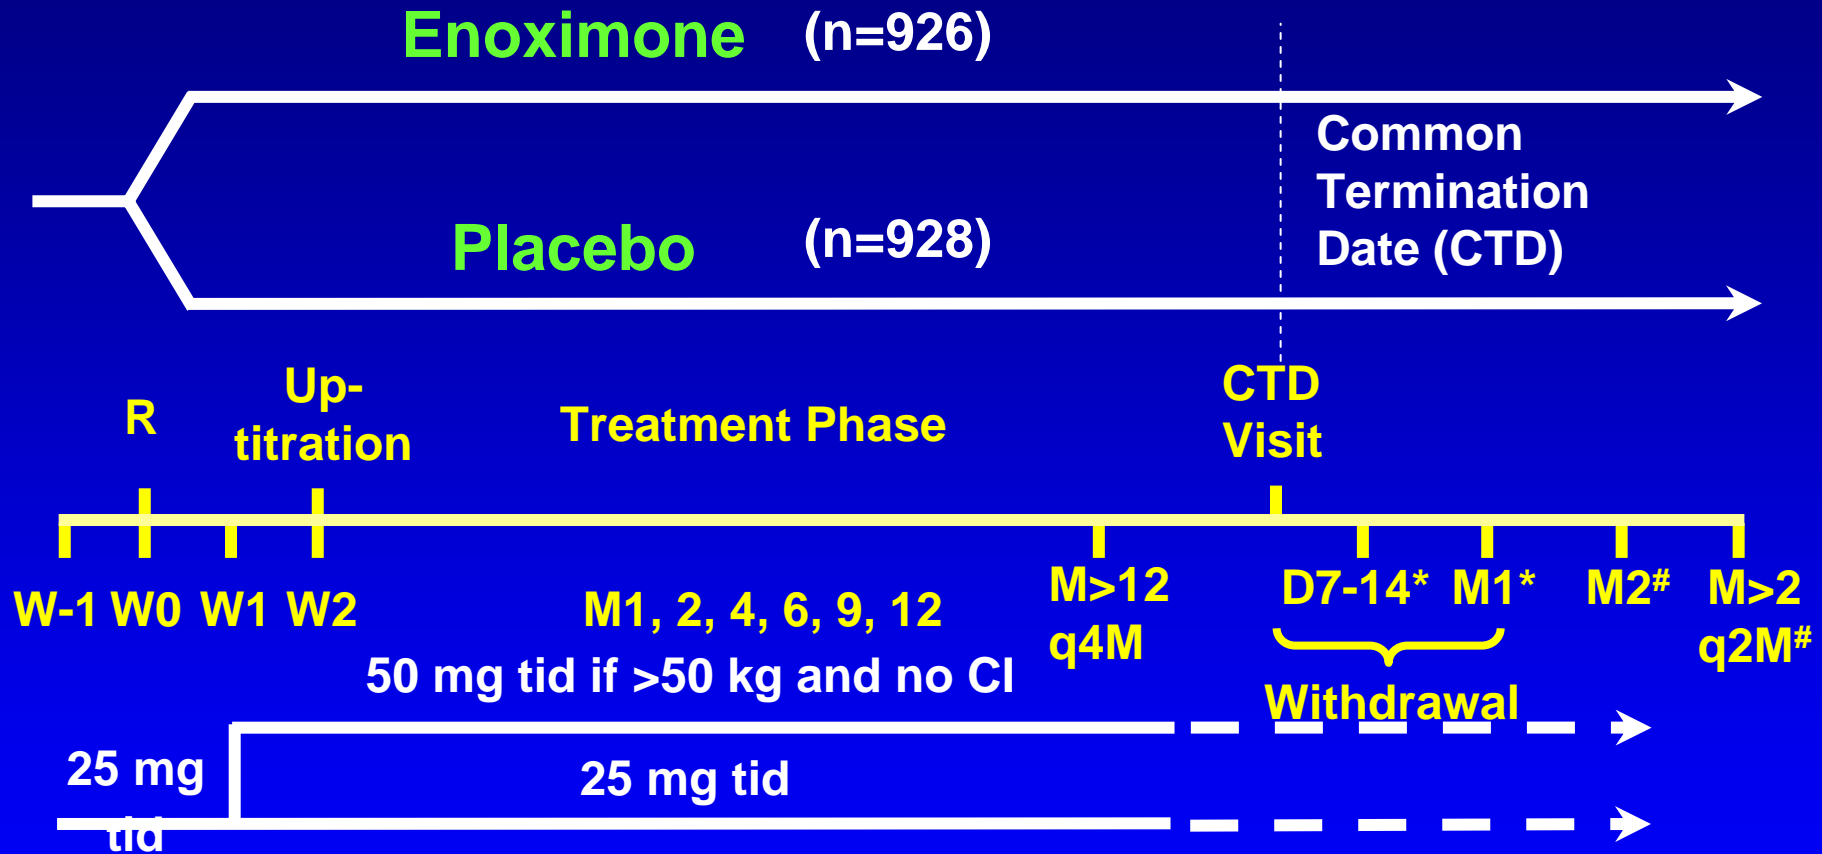 Enoximone (n=926)
Common
Termination
Date (CTD)
Placebo (n=928)
R
Up-
titration
Treatment Phase
CTD
Visit
W-1 W0 W1 W2
M1, 2, 4, 6, 9, 12
M>12
q4M
D7-14* M1* M2# M>2
q2M#
50 mg tid if >50 kg and no CI
Withdrawal
25 mg
tid
25 mg tid